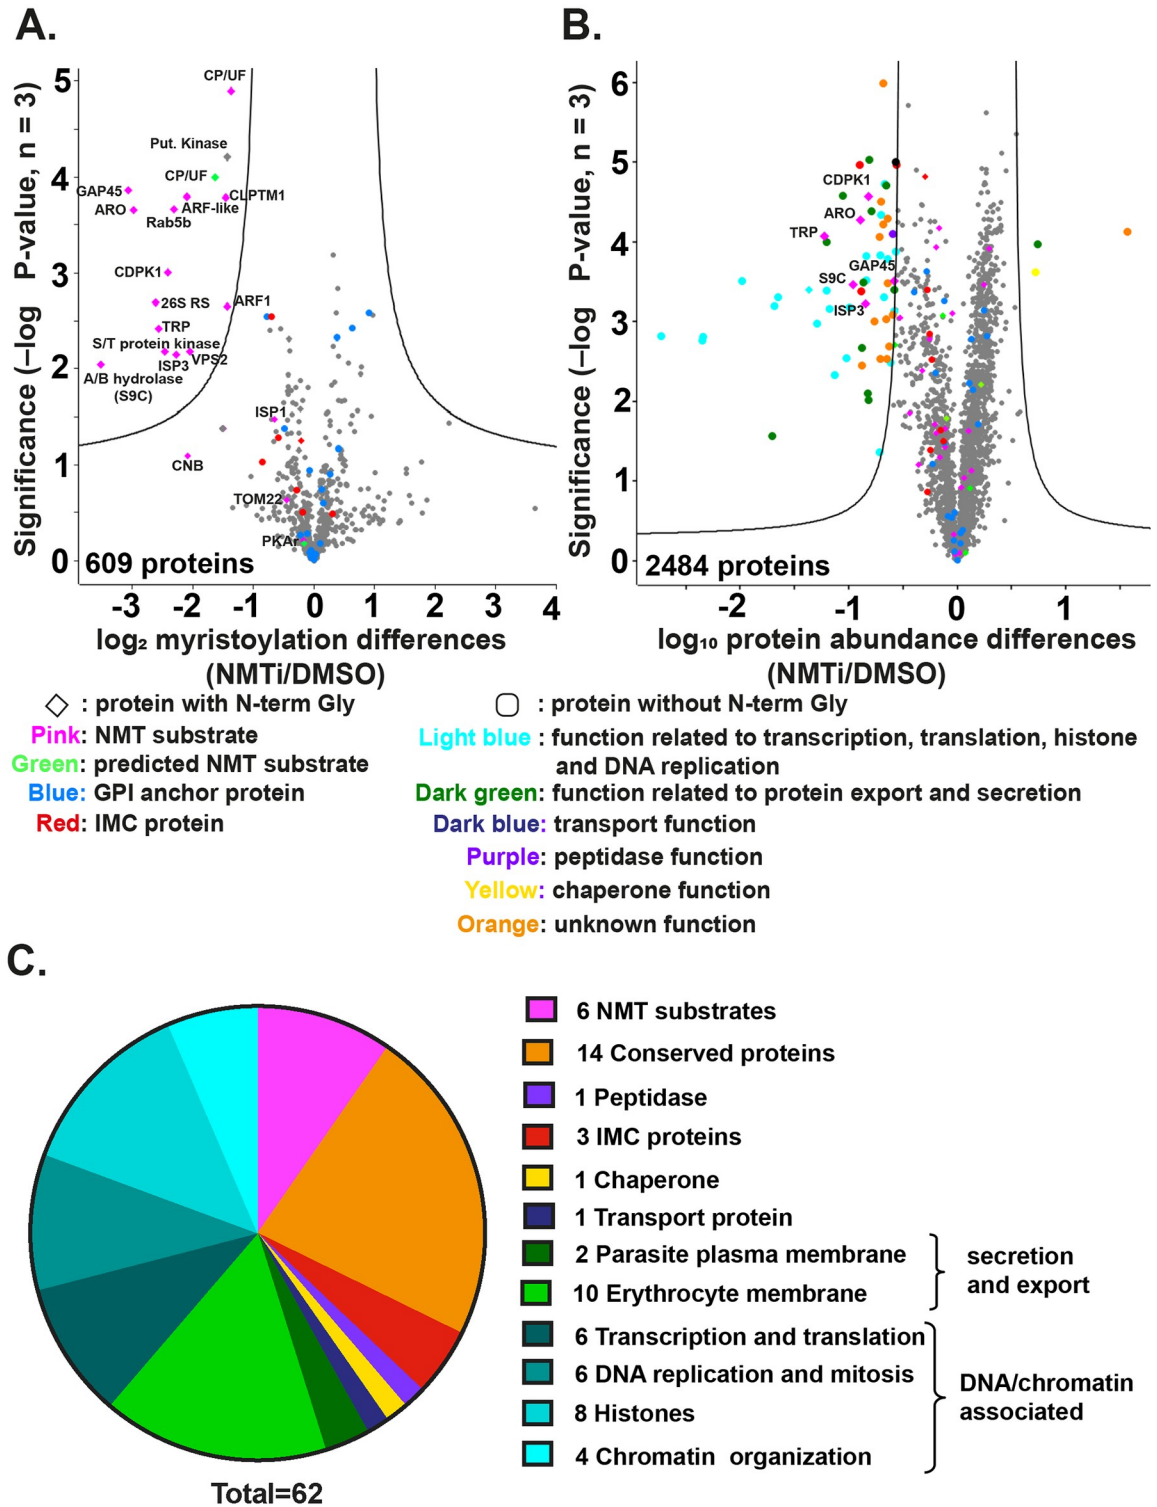 A.
Significance (–log P-value, n = 3)
5
4
3
2
1
0
CP/UF
Put. Kinase
CP/UF
GAP45
CLPTM1
ARO
ARF-like
Rab5b
CDPK1
26S RS
ARF1
TRP
S/T protein kinase
ISP3
VPS2
A/B hydrolase
(S9C)
ISP1
CNB
TOM22
PKAr
609 proteins
-3 -2 -1 0 1 2 3 4
log₂ myristoylation differences
(NMTi/DMSO)
B.
Significance (–log P-value, n = 3)
6
5
4
3
2
1
0
CDPK1
ARO
TRP
GAP45
S9C
ISP3
2484 proteins
-2 -1 0 1
log₁₀ protein abundance differences
(NMTi/DMSO)
: protein with N-term Gly
Pink: NMT substrate
Green: predicted NMT substrate
Blue: GPI anchor protein
Red: IMC protein
: protein without N-term Gly
Light blue : function related to transcription, translation, histone
and DNA replication
Dark green: function related to protein export and secretion
Dark blue: transport function
Purple: peptidase function
Yellow: chaperone function
Orange: unknown function
C.
6 NMT substrates
14 Conserved proteins
1 Peptidase
3 IMC proteins
1 Chaperone
1 Transport protein
2 Parasite plasma membrane
10 Erythrocyte membrane
secretion
and export
6 Transcription and translation
6 DNA replication and mitosis
8 Histones
4 Chromatin organization
DNA/chromatin
associated
Total=62